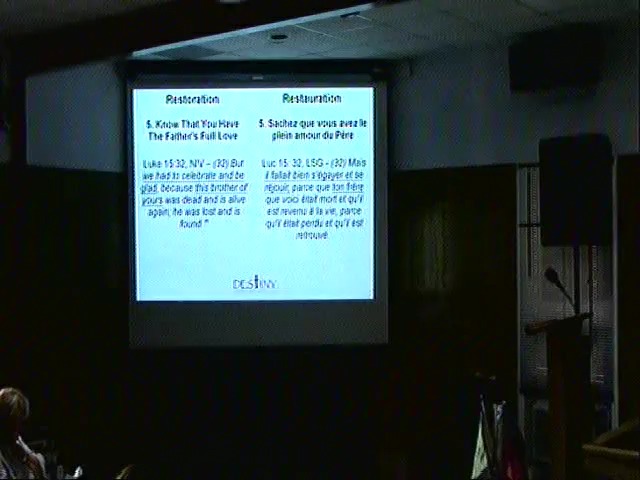 Restoration
5. Know That You Have
The Father's Full Love
Luke 15:32, NIV – (32) But
we had to celebrate and be
glad, because this brother of
yours was dead and is alive
again; he was lost and is
found."
Restauration
5. Sachez que vous avez le
plein amour du Père
Luc 15: 32, LSG - (32) Mais
il fallait bien s'égayer et se
réjouir, parce que ton frère
que voici était mort et qu'il
est revenu à la vie, parce
qu'il était perdu et qu'il est
retrouvé.
DESTINY